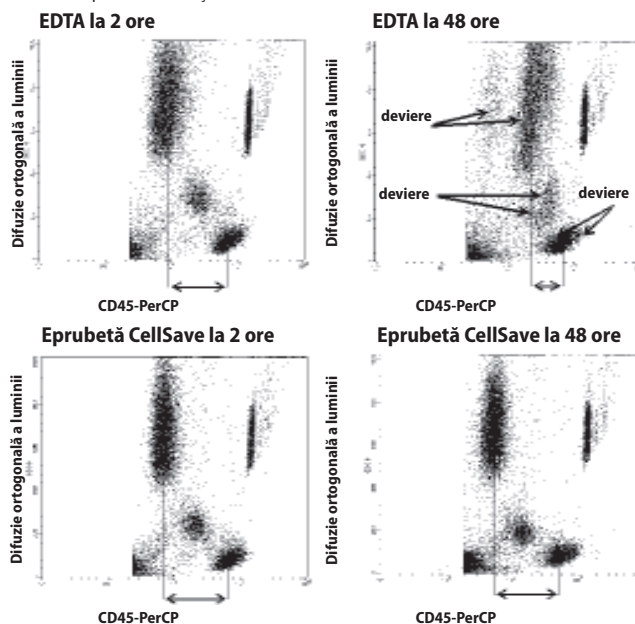 EDTA la 2 ore
EDTA la 48 ore
Difuzie ortogonală a luminii
Difuzie ortogonală a luminii
deviere
deviere
deviere
CD45-PerCP
CD45-PerCP
Eprubetă CellSave la 2 ore
Eprubetă CellSave la 48 ore
Difuzie ortogonală a luminii
Difuzie ortogonală a luminii
CD45-PerCP
CD45-PerCP